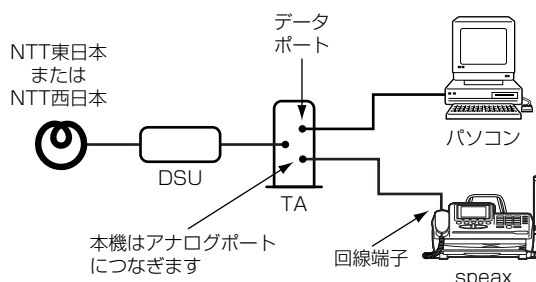 データ
ポート
NTT東日本
または
NTT西日本
パソコン
DSU
TA
本機はアナログポート
につなぎます
回線端子
speax